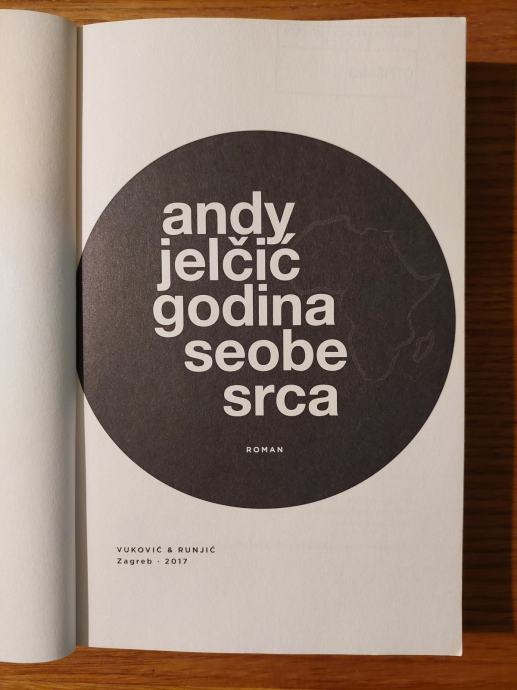 andy
jelčić
godina
seobe
srca
ROMAN
VUKOVIĆ & RUNJIĆ
Zagreb · 2017